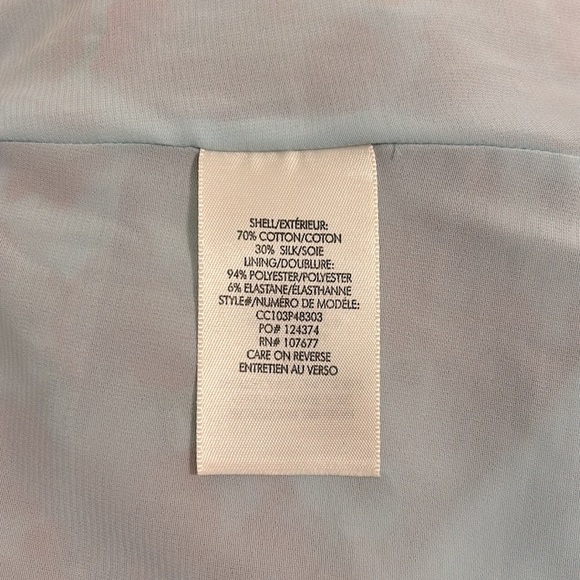 SHELL/EXTÉRIEUR:
70% COTTON/COTON
30% SILK/SOIE
LINING/DOUBLURE:
94% POLYESTER/POLYESTER
6% ELASTANE/ÉLASTHANNE
STYLE#/NUMÉRO DE MODÈLE:
CC103P48303
PO# 124374
RN# 107677
CARE ON REVERSE
ENTRETIEN AU VERSO